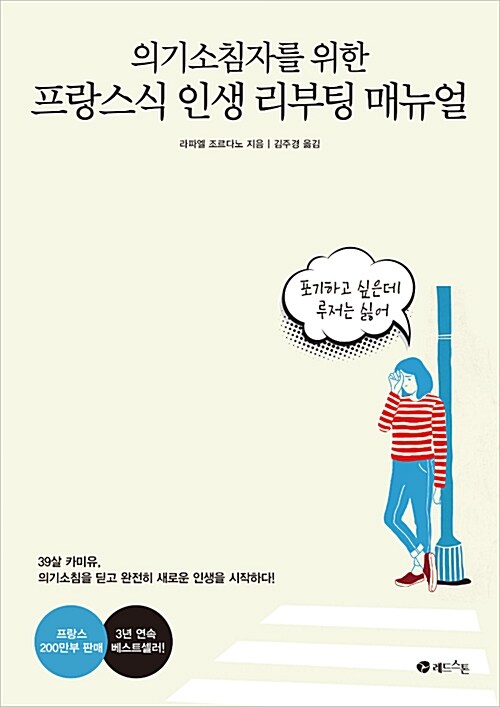 의기소침자를 위한
프랑스식 인생 리부팅 매뉴얼
라파엘 조르다노 지음 | 김주경 옮김
포기하고 싶은데
루저는 싫어
39살 카미유,
의기소침을 딛고 완전히 새로운 인생을 시작하다!
프랑스
200만부 판매
3년 연속
베스트셀러!
레드스톤